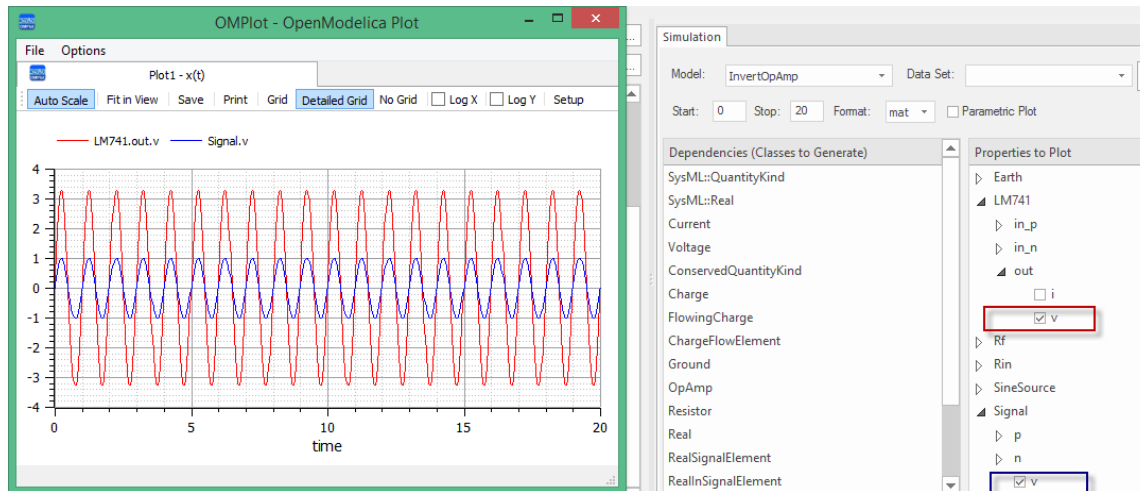 OMPlot - OpenModelica Plot
File Options
Plot1 - x(t)
Auto Scale Fit in View Save Print Grid Detailed Grid No Grid Log X Log Y Setup
LM741.out.v Signal.v
4
3
2
1
0
-1
-2
-3
-4
0 5 10 15 20
time
Simulation
Model: InvertOpAmp Data Set:
Start: 0 Stop: 20 Format: mat Parametric Plot
Dependencies (Classes to Generate)
SysML::QuantityKind
SysML::Real
Current
Voltage
ConservedQuantityKind
Charge
FlowingCharge
ChargeFlowElement
Ground
OpAmp
Resistor
Real
RealSignalElement
RealInSignalElement
Properties to Plot
Earth
LM741
in_p
in_n
out
i
v
Rf
Rin
SineSource
Signal
p
n
v